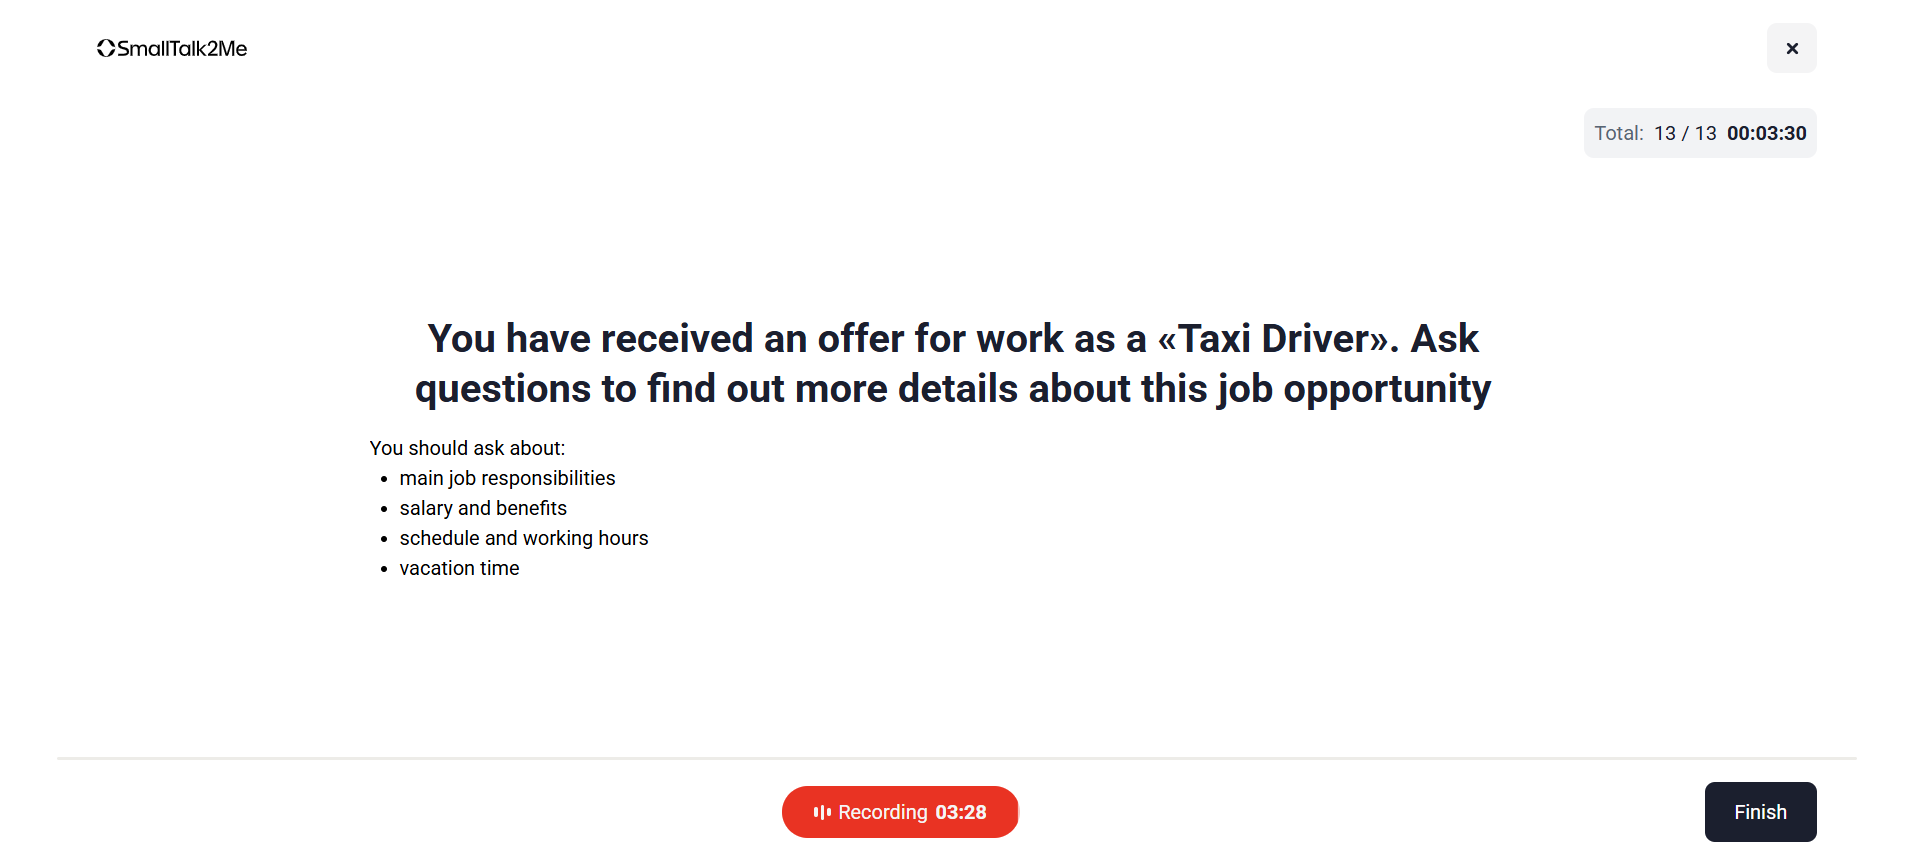 SmallTalk2Me
Total: 13 / 13 00:03:30
You have received an offer for work as a «Taxi Driver». Ask
questions to find out more details about this job opportunity
You should ask about:
• main job responsibilities
• salary and benefits
• schedule and working hours
• vacation time
Recording 03:28
Finish